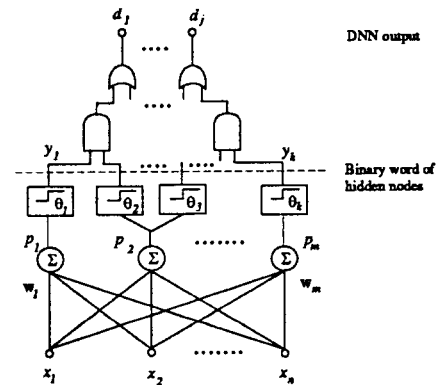 d1 .... dj
DNN output
....
y1 ......... yk
Binary word of
hidden nodes
θ1 θ2 θ3 θk
p1 p2 ........ pm
Σ Σ Σ
w1 wm
x1 x2 ....... xn